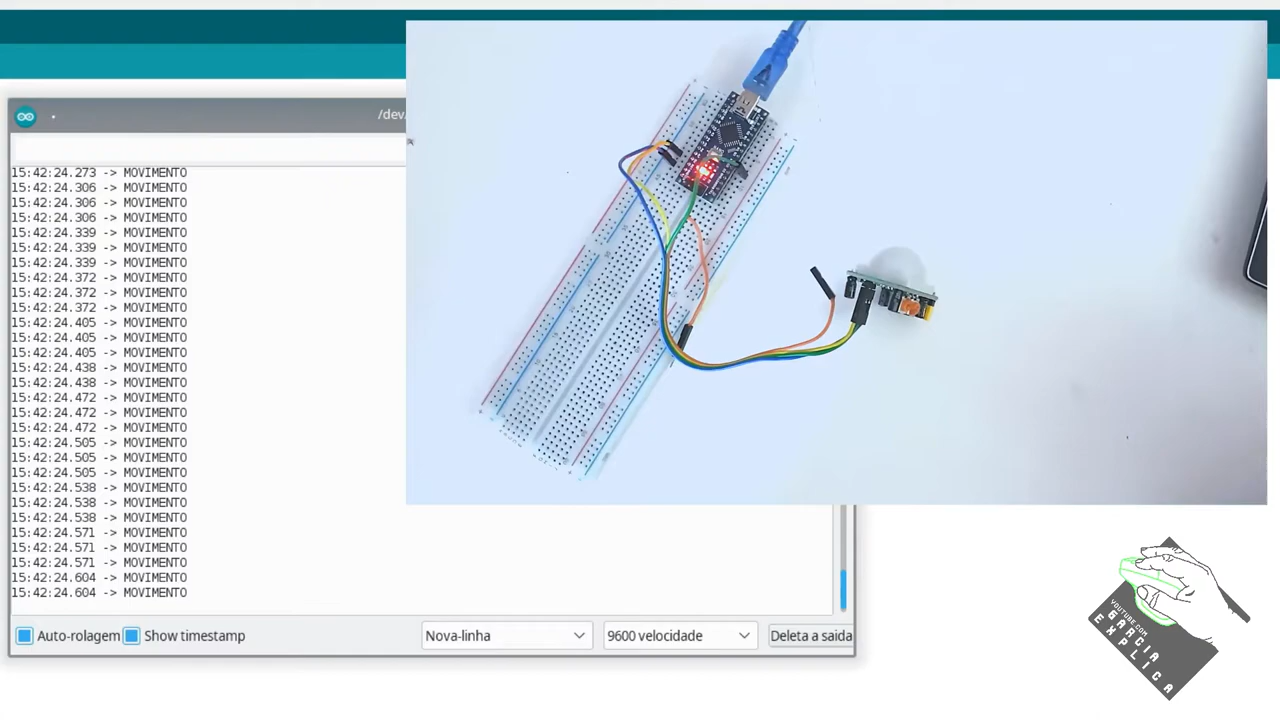 /dev.
15:42:24.273 -> MOVIMENTO
15:42:24.306 -> MOVIMENTO
15:42:24.306 -> MOVIMENTO
15:42:24.306 -> MOVIMENTO
15:42:24.339 -> MOVIMENTO
15:42:24.339 -> MOVIMENTO
15:42:24.339 -> MOVIMENTO
15:42:24.372 -> MOVIMENTO
15:42:24.372 -> MOVIMENTO
15:42:24.372 -> MOVIMENTO
15:42:24.405 -> MOVIMENTO
15:42:24.405 -> MOVIMENTO
15:42:24.405 -> MOVIMENTO
15:42:24.438 -> MOVIMENTO
15:42:24.438 -> MOVIMENTO
15:42:24.472 -> MOVIMENTO
15:42:24.472 -> MOVIMENTO
15:42:24.472 -> MOVIMENTO
15:42:24.505 -> MOVIMENTO
15:42:24.505 -> MOVIMENTO
15:42:24.505 -> MOVIMENTO
15:42:24.538 -> MOVIMENTO
15:42:24.538 -> MOVIMENTO
15:42:24.538 -> MOVIMENTO
15:42:24.571 -> MOVIMENTO
15:42:24.571 -> MOVIMENTO
15:42:24.571 -> MOVIMENTO
15:42:24.604 -> MOVIMENTO
15:42:24.604 -> MOVIMENTO
Auto-rolagem Show timestamp Nova-linha 9600 velocidade Deleta a saida
YOUTUBE.COM
GARCIA
EXPLICA